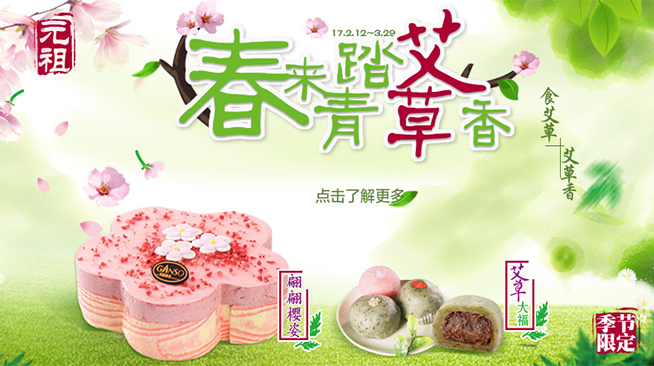 元祖
17.2.12~3.29
春来踏青艾草香
食艾草
艾草香
点击了解更多
GANSO
翩翩樱姿
艾草
大福
季节
限定